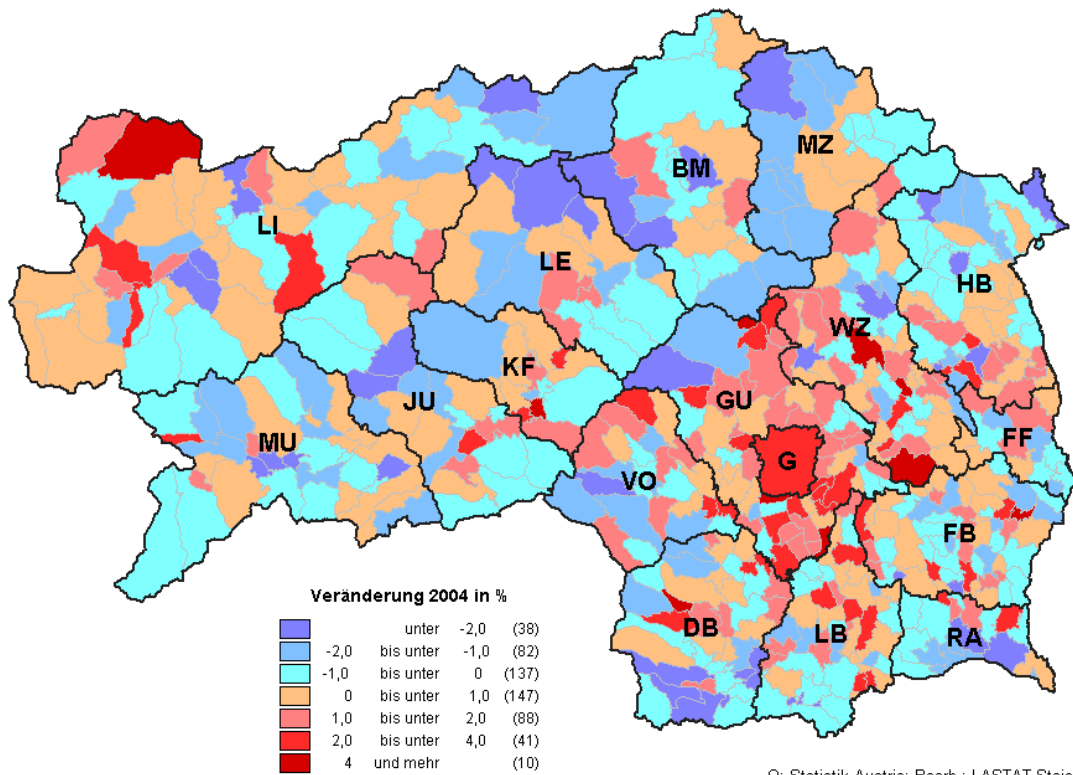 BM
MZ
LI
LE
HB
WZ
KF
JU
GU
MU
FF
G
VO
FB
DB
LB
RA
Veränderung 2004 in %
unter -2,0 (38)
-2,0 bis unter -1,0 (82)
-1,0 bis unter 0 (137)
0 bis unter 1,0 (147)
1,0 bis unter 2,0 (88)
2,0 bis unter 4,0 (41)
4 und mehr (10)